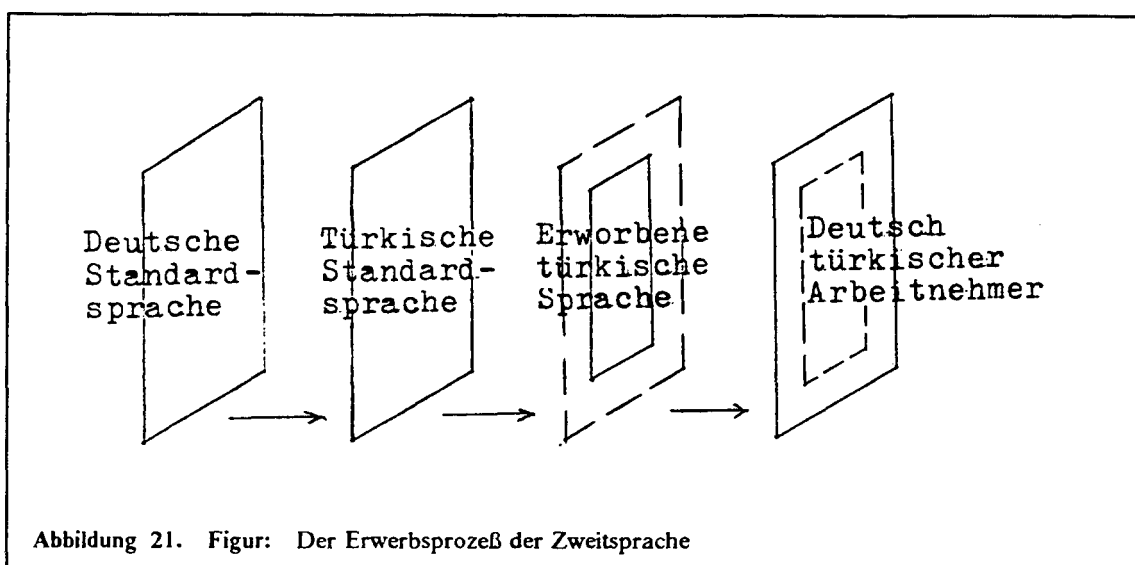 Deutsche
Standard-
sprache
Türkische
Standard-
sprache
Erworbene
türkische
Sprache
Deutsch
türkischer
Arbeitnehmer
Abbildung 21. Figur: Der Erwerbsprozeß der Zweitsprache